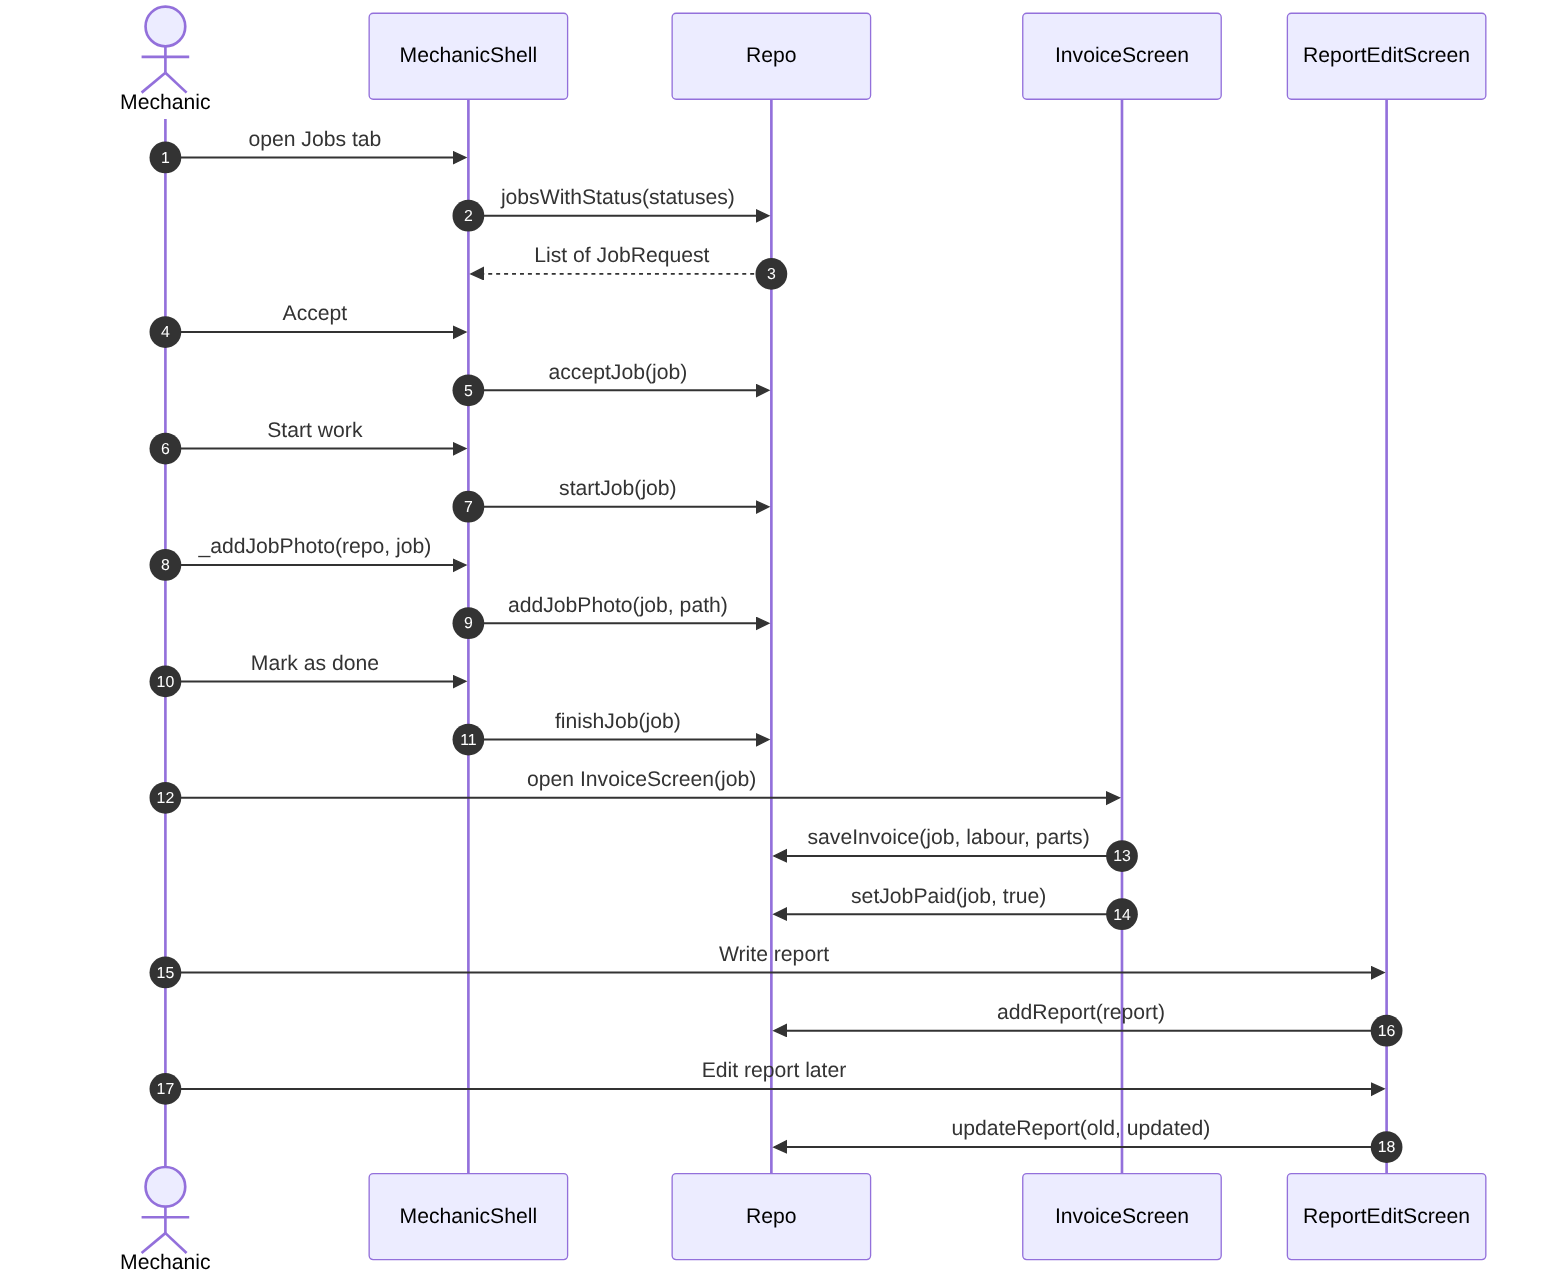 Mechanic
MechanicShell
Repo
InvoiceScreen
ReportEditScreen
1 open Jobs tab
2 jobsWithStatus(statuses)
3 List of JobRequest
4 Accept
5 acceptJob(job)
6 Start work
7 startJob(job)
8 _addJobPhoto(repo, job)
9 addJobPhoto(job, path)
10 Mark as done
11 finishJob(job)
12 open InvoiceScreen(job)
13 saveInvoice(job, labour, parts)
14 setJobPaid(job, true)
15 Write report
16 addReport(report)
17 Edit report later
18 updateReport(old, updated)
Mechanic
MechanicShell
Repo
InvoiceScreen
ReportEditScreen